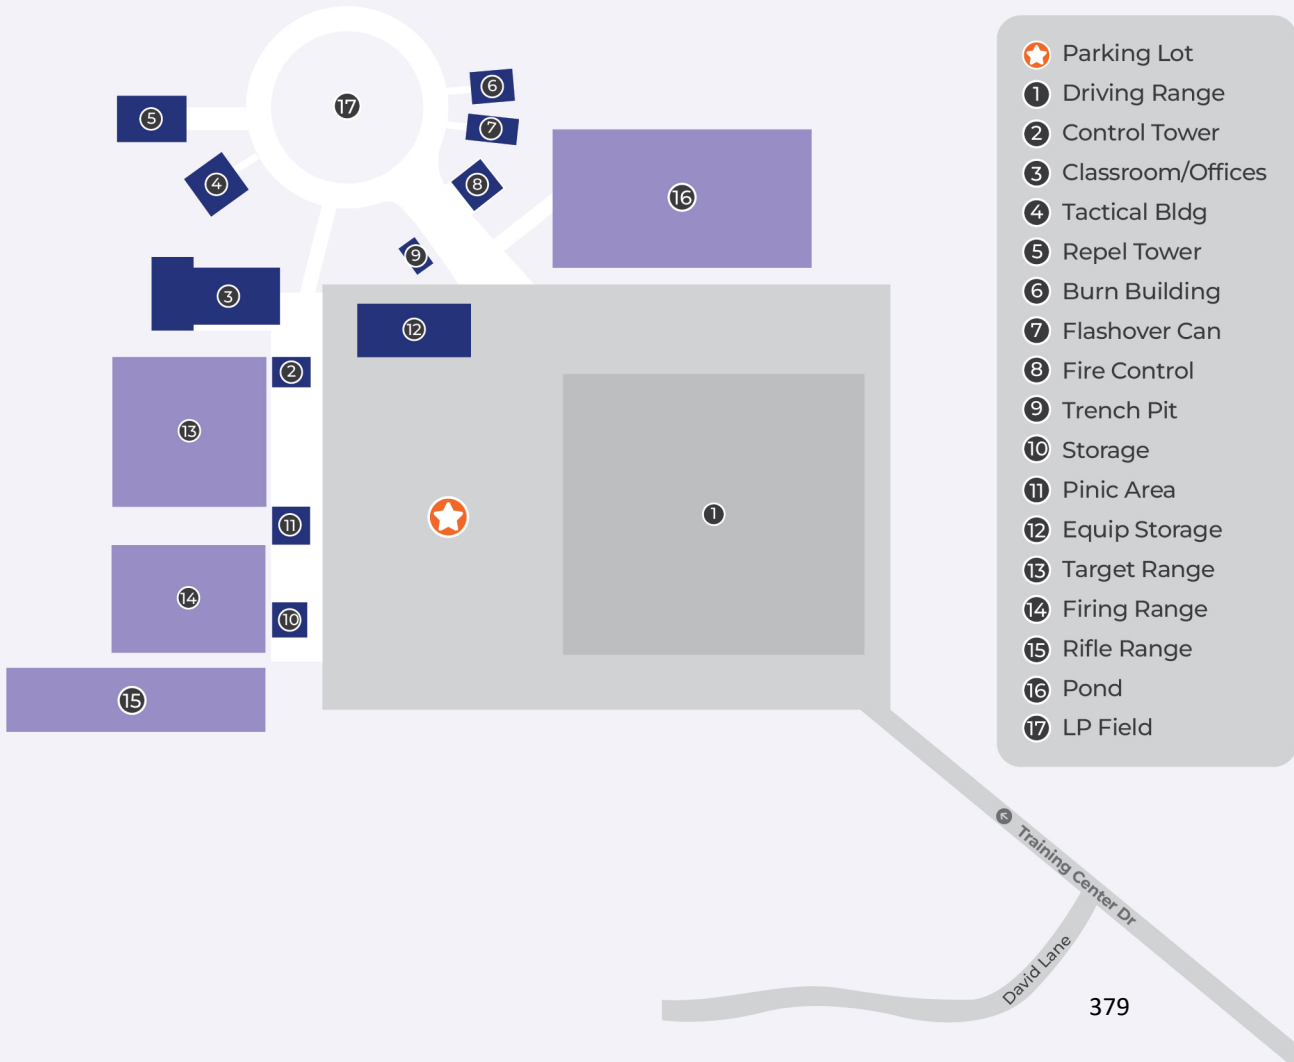 Parking Lot
1 Driving Range
2 Control Tower
3 Classroom/Offices
4 Tactical Bldg
5 Repel Tower
6 Burn Building
7 Flashover Can
8 Fire Control
9 Trench Pit
10 Storage
11 Pinic Area
12 Equip Storage
13 Target Range
14 Firing Range
15 Rifle Range
16 Pond
17 LP Field
17
6
5
7
4
8
16
9
3
12
2
13
1
11
14
10
15
Training Center Dr
David Lane
379